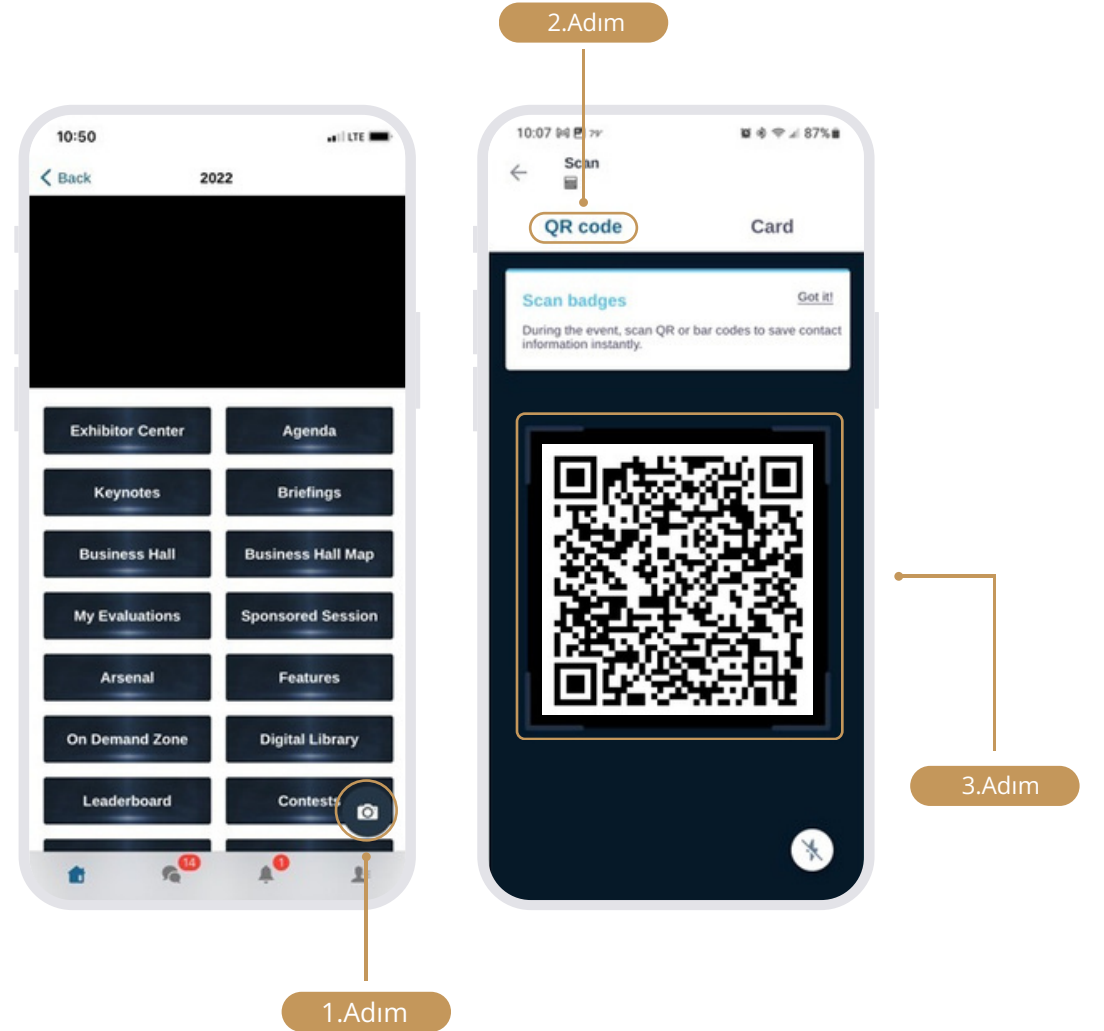 2.Adım
10:50
LTE
Back
2022
Exhibitor Center
Agenda
Keynotes
Briefings
Business Hall
Business Hall Map
My Evaluations
Sponsored Session
Arsenal
Features
On Demand Zone
Digital Library
Leaderboard
Contests
14
1
1.Adım
10:07
87%
Scan
QR code
Card
Scan badges
Got it!
During the event, scan QR or bar codes to save contact
information instantly.
3.Adım